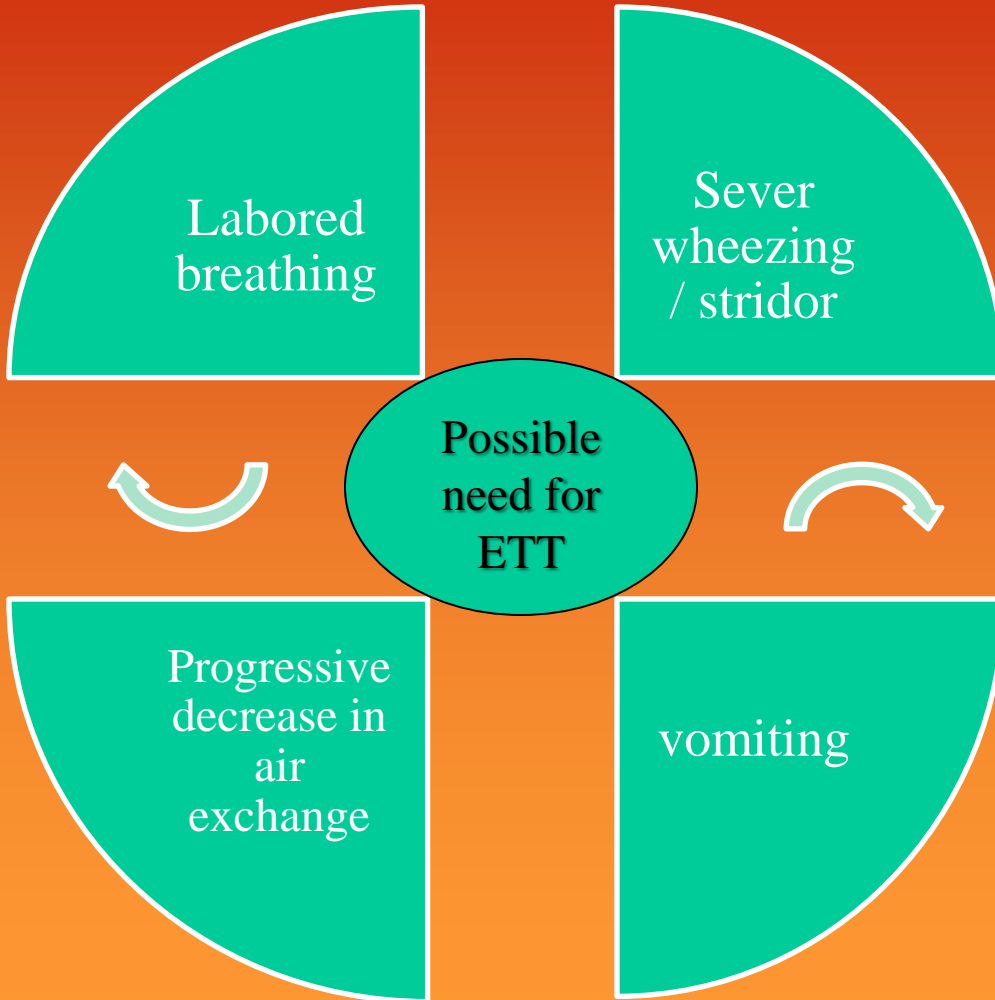 Labored
breathing
Sever
wheezing
/ stridor
Possible
need for
ETT
Progressive
decrease in
air
exchange
vomiting